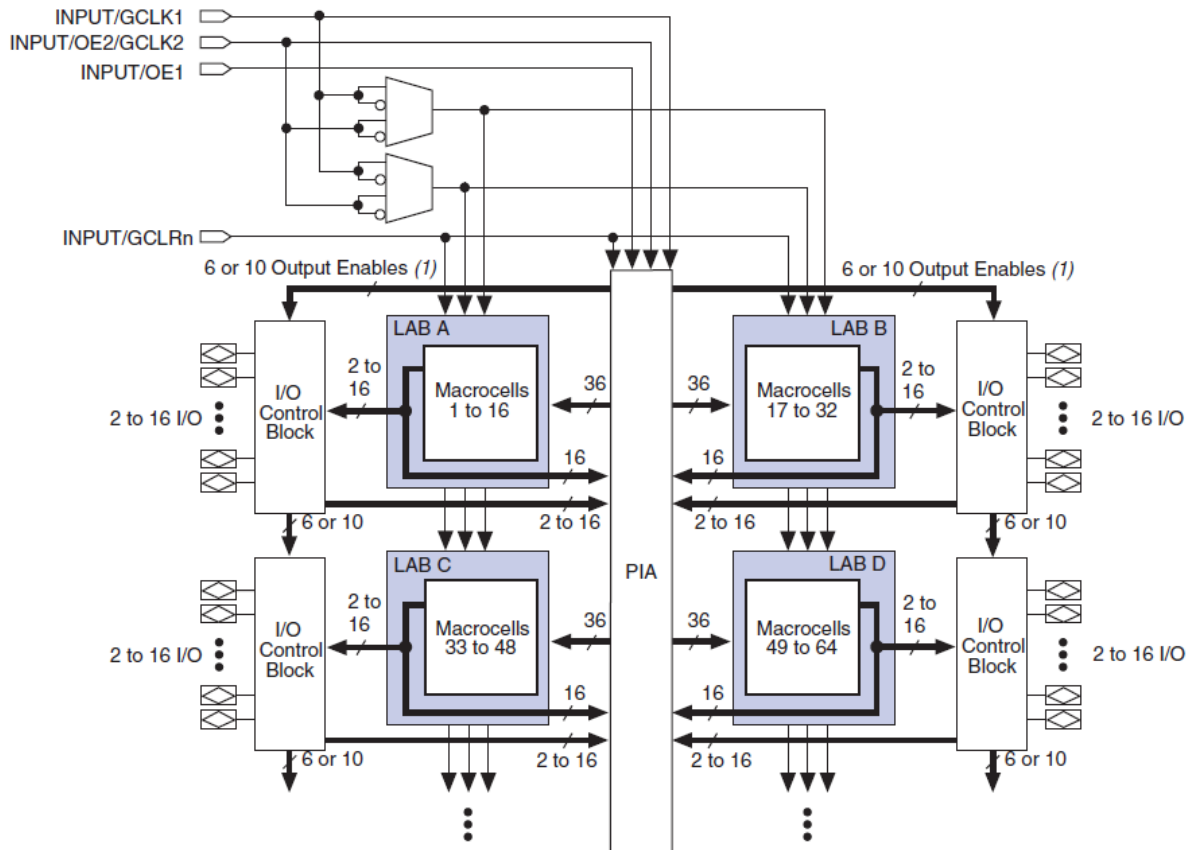 INPUT/GCLK1
INPUT/OE2/GCLK2
INPUT/OE1
INPUT/GCLRn
6 or 10 Output Enables (1)
6 or 10 Output Enables (1)
LAB A
LAB B
2 to
16
I/O
Control
Block
Macrocells
1 to 16
36
36
Macrocells
17 to 32
2 to
16
I/O
Control
Block
2 to 16 I/O
2 to 16 I/O
16
16
6 or 10
2 to 16
2 to 16
6 or 10
PIA
LAB C
LAB D
2 to
16
I/O
Control
Block
Macrocells
33 to 48
36
36
Macrocells
49 to 64
2 to
16
I/O
Control
Block
2 to 16 I/O
2 to 16 I/O
16
16
6 or 10
2 to 16
2 to 16
6 or 10